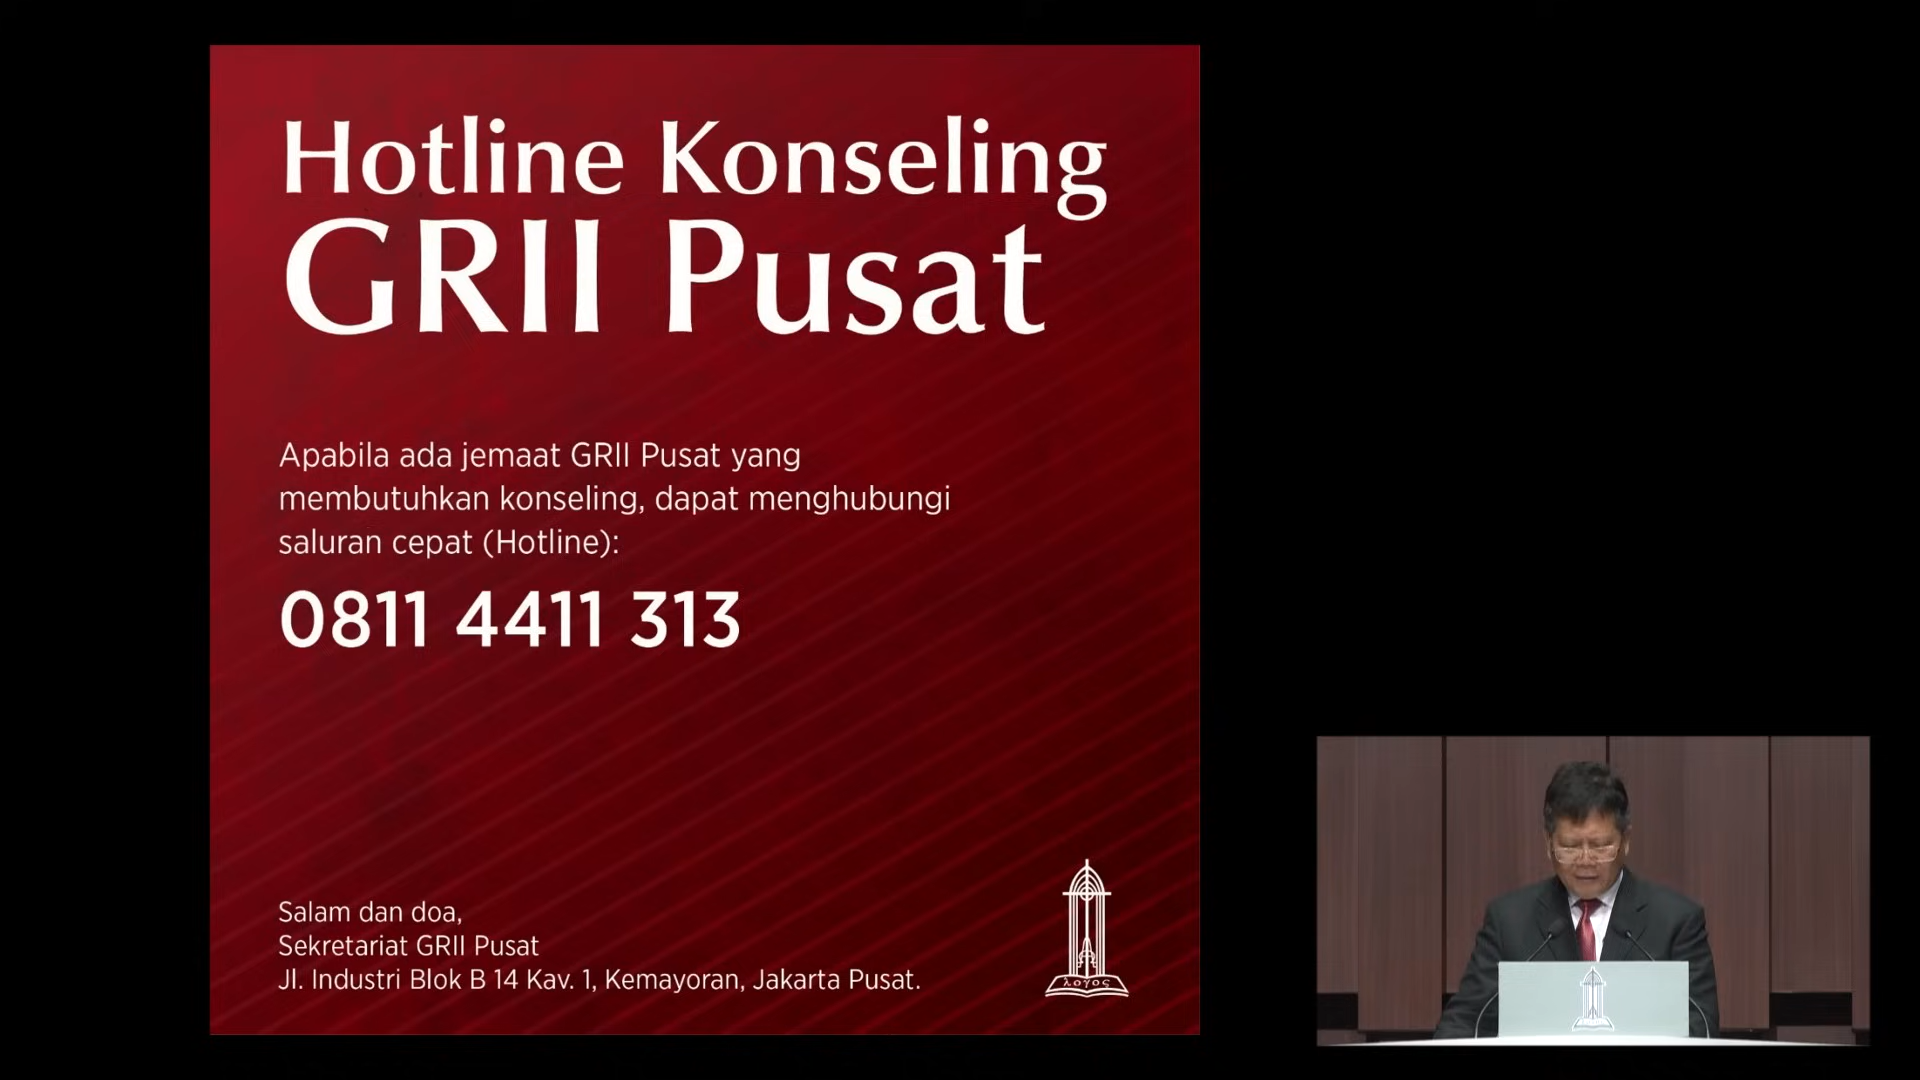 Hotline Konseling
GRII Pusat
Apabila ada jemaat GRII Pusat yang
membutuhkan konseling, dapat menghubungi
saluran cepat (Hotline):
0811 4411 313
Salam dan doa,
Sekretariat GRII Pusat
Jl. Industri Blok B 14 Kav. 1, Kemayoran, Jakarta Pusat.
λογος